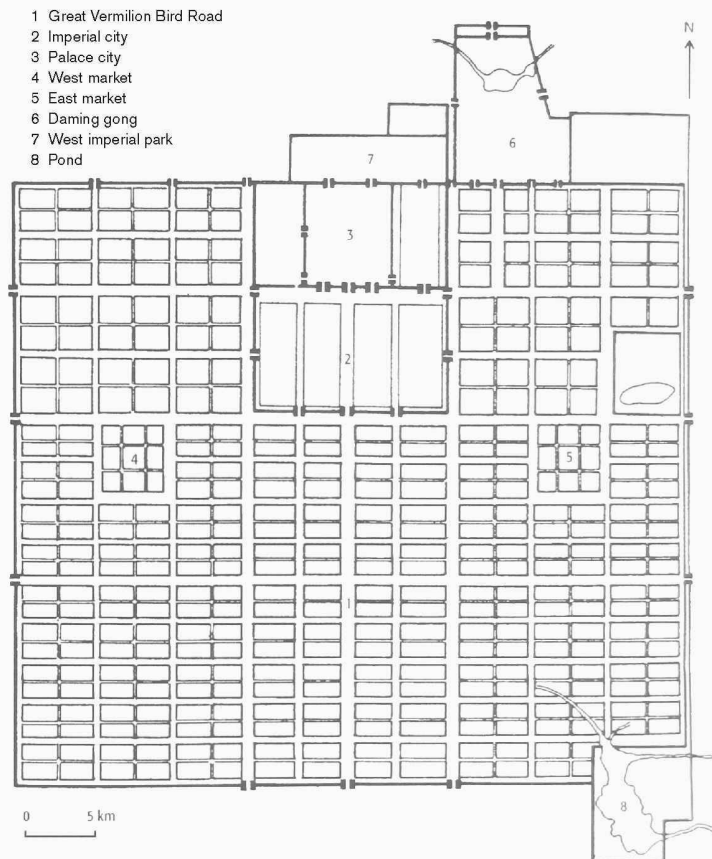 1 Great Vermilion Bird Road
2 Imperial city
3 Palace city
4 West market
5 East market
6 Daming gong
7 West imperial park
8 Pond
N
6
7
3
2
4
5
1
8
0 5 km